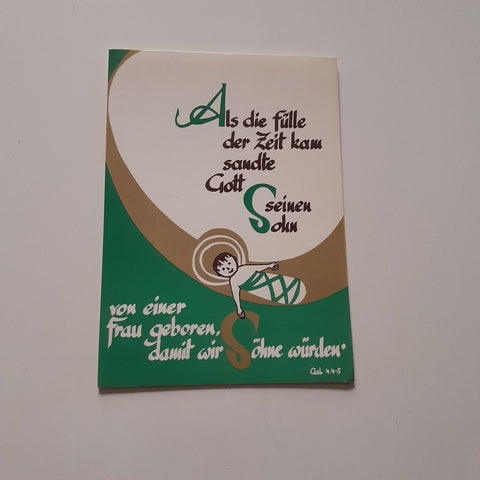 Als die Fülle
der Zeit kam
sandte
Gott
seinen
Sohn
von einer
Frau geboren,
damit wir
Söhne würden.
Gal. 4.4-5